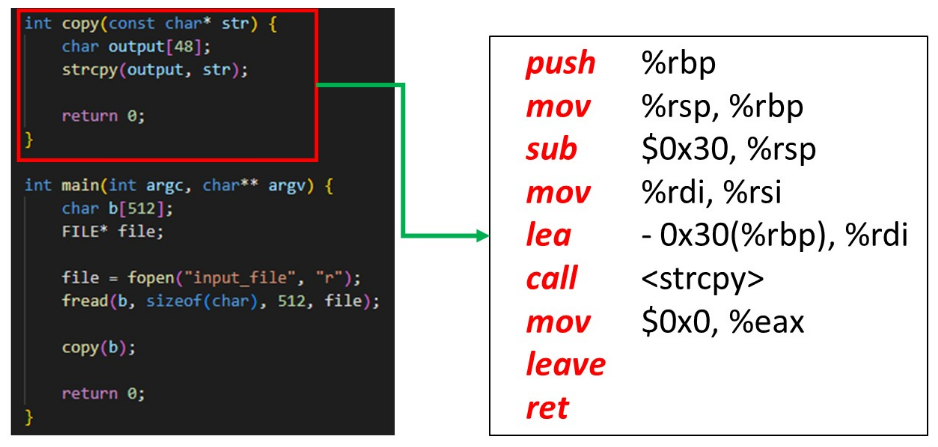 int copy(const char* str) {
    char output[48];
    strcpy(output, str);
    return 0;
}
int main(int argc, char** argv) {
    char b[512];
    FILE* file;
    file = fopen("input_file", "r");
    fread(b, sizeof(char), 512, file);
    copy(b);
    return 0;
}
push %rbp
mov %rsp, %rbp
sub $0x30, %rsp
mov %rdi, %rsi
lea - 0x30(%rbp), %rdi
call <strcpy>
mov $0x0, %eax
leave
ret